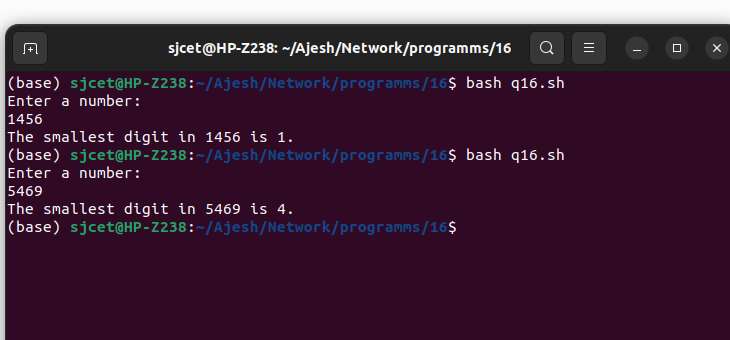 sjcet@HP-Z238: ~/Ajesh/Network/programms/16
(base) sjcet@HP-Z238:~/Ajesh/Network/programms/16$ bash q16.sh
Enter a number:
1456
The smallest digit in 1456 is 1.
(base) sjcet@HP-Z238:~/Ajesh/Network/programms/16$ bash q16.sh
Enter a number:
5469
The smallest digit in 5469 is 4.
(base) sjcet@HP-Z238:~/Ajesh/Network/programms/16$